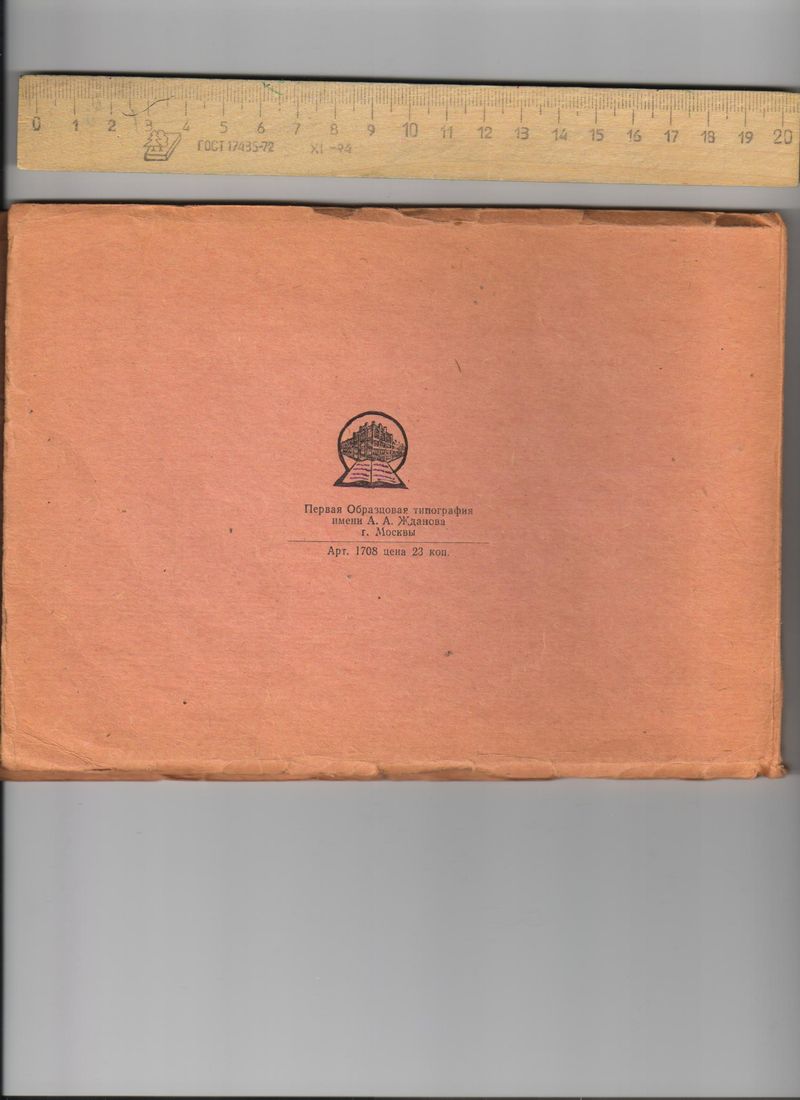 0 1 2 3 4 5 6 7 8 9 10 11 12 13 14 15 16 17 18 19 20
ГОСТ 17435-72 XI-94
Первая Образцовая типография
имени А. А. Жданова
г. Москвы
Арт. 1708 цена 23 коп.